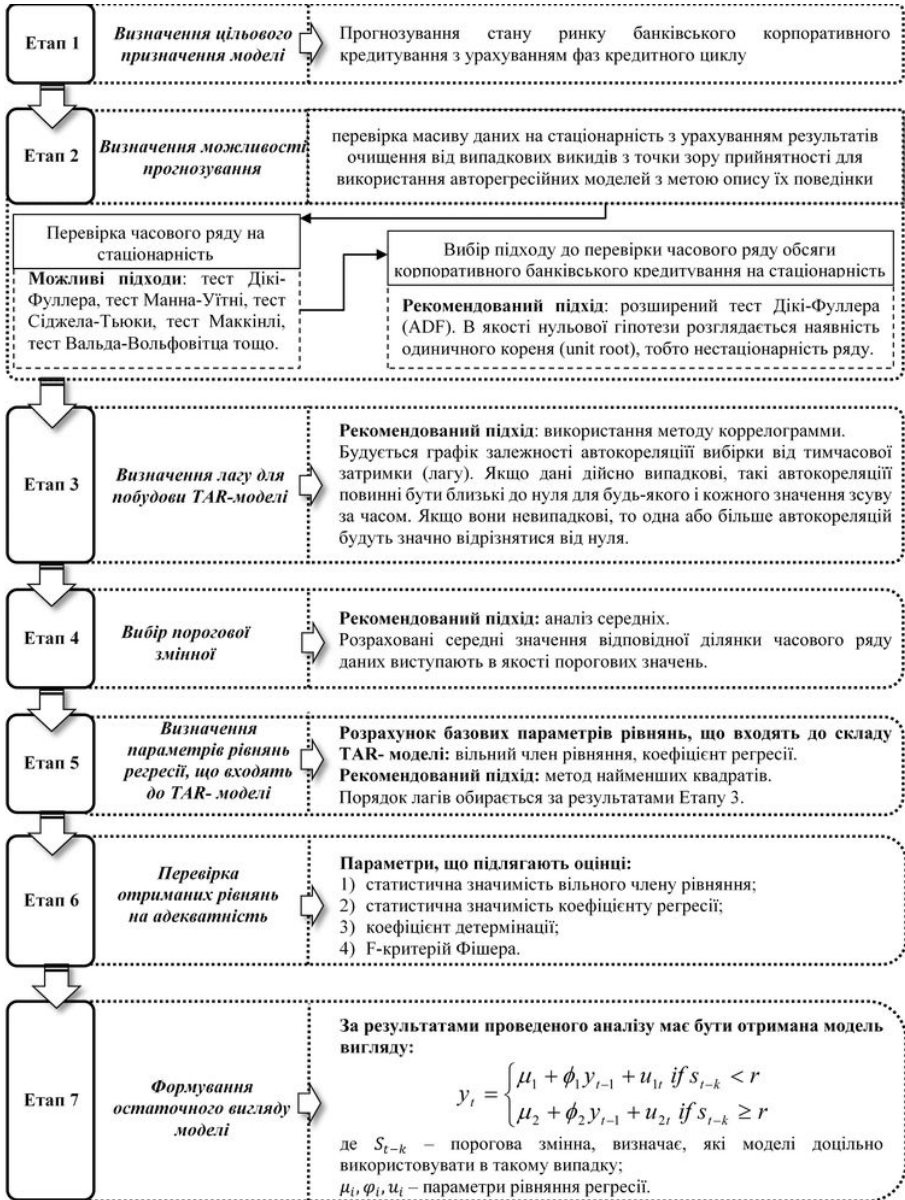 Етап 1
Визначення цільового
призначення моделі
Прогнозування стану ринку банківського корпоративного
кредитування з урахуванням фаз кредитного циклу
Етап 2
Визначення можливості
прогнозування
перевірка масиву даних на стаціонарність з урахуванням результатів
очищення від випадкових викидів з точки зору прийнятності для
використання авторегресійних моделей з метою опису їх поведінки
Перевірка часового ряду на
стаціонарність
Можливі підходи: тест Дікі-
Фуллера, тест Манна-Уїтні, тест
Сіджела-Тьюки, тест Маккінлі,
тест Вальда-Вольфовітца тощо.
Вибір підходу до перевірки часового ряду обсяги
корпоративного банківського кредитування на стаціонарність
Рекомендований підхід: розширений тест Дікі-Фуллера
(ADF). В якості нульової гіпотези розглядається наявність
одиничного кореня (unit root), тобто нестаціонарність ряду.
Етап 3
Визначення лагу для
побудови TAR-моделі
Рекомендований підхід: використання методу коррелограмми.
Будується графік залежності автокореляціїї вибірки від тимчасової
затримки (лагу). Якщо дані дійсно випадкові, такі автокореляціїї
повинні бути близькі до нуля для будь-якого і кожного значення зсуву
за часом. Якщо вони невипадкові, то одна або більше автокореляцій
будуть значно відрізнятися від нуля.
Етап 4
Вибір порогової
змінної
Рекомендований підхід: аналіз середніх.
Розраховані середні значення відповідної ділянки часового ряду
даних виступають в якості порогових значень.
Етап 5
Визначення
параметрів рівнянь
регресії, що входять
до TAR- моделі
Розрахунок базових параметрів рівнянь, що входять до складу
TAR- моделі: вільний член рівняння, коефіцієнт регресії.
Рекомендований підхід: метод найменших квадратів.
Порядок лагів обирається за результатами Етапу 3.
Етап 6
Перевірка
отриманих рівнянь
на адекватність
Параметри, що підлягають оцінці:
1) статистична значимість вільного члену рівняння;
2) статистична значимість коефіцієнту регресії;
3) коефіцієнт детермінації;
4) F-критерій Фішера.
Етап 7
Формування
остаточного вигляду
моделі
За результатами проведеного аналізу має бути отримана модель
вигляду:
y_t = { μ_1 + ϕ_1 y_{t-1} + u_{1t} if s_{t-k} < r
μ_2 + ϕ_2 y_{t-1} + u_{2t} if s_{t-k} ≥ r
де S_{t-k} – порогова змінна, визначає, які моделі доцільно
використовувати в такому випадку;
μ_i, φ_i, u_i – параметри рівняння регресії.